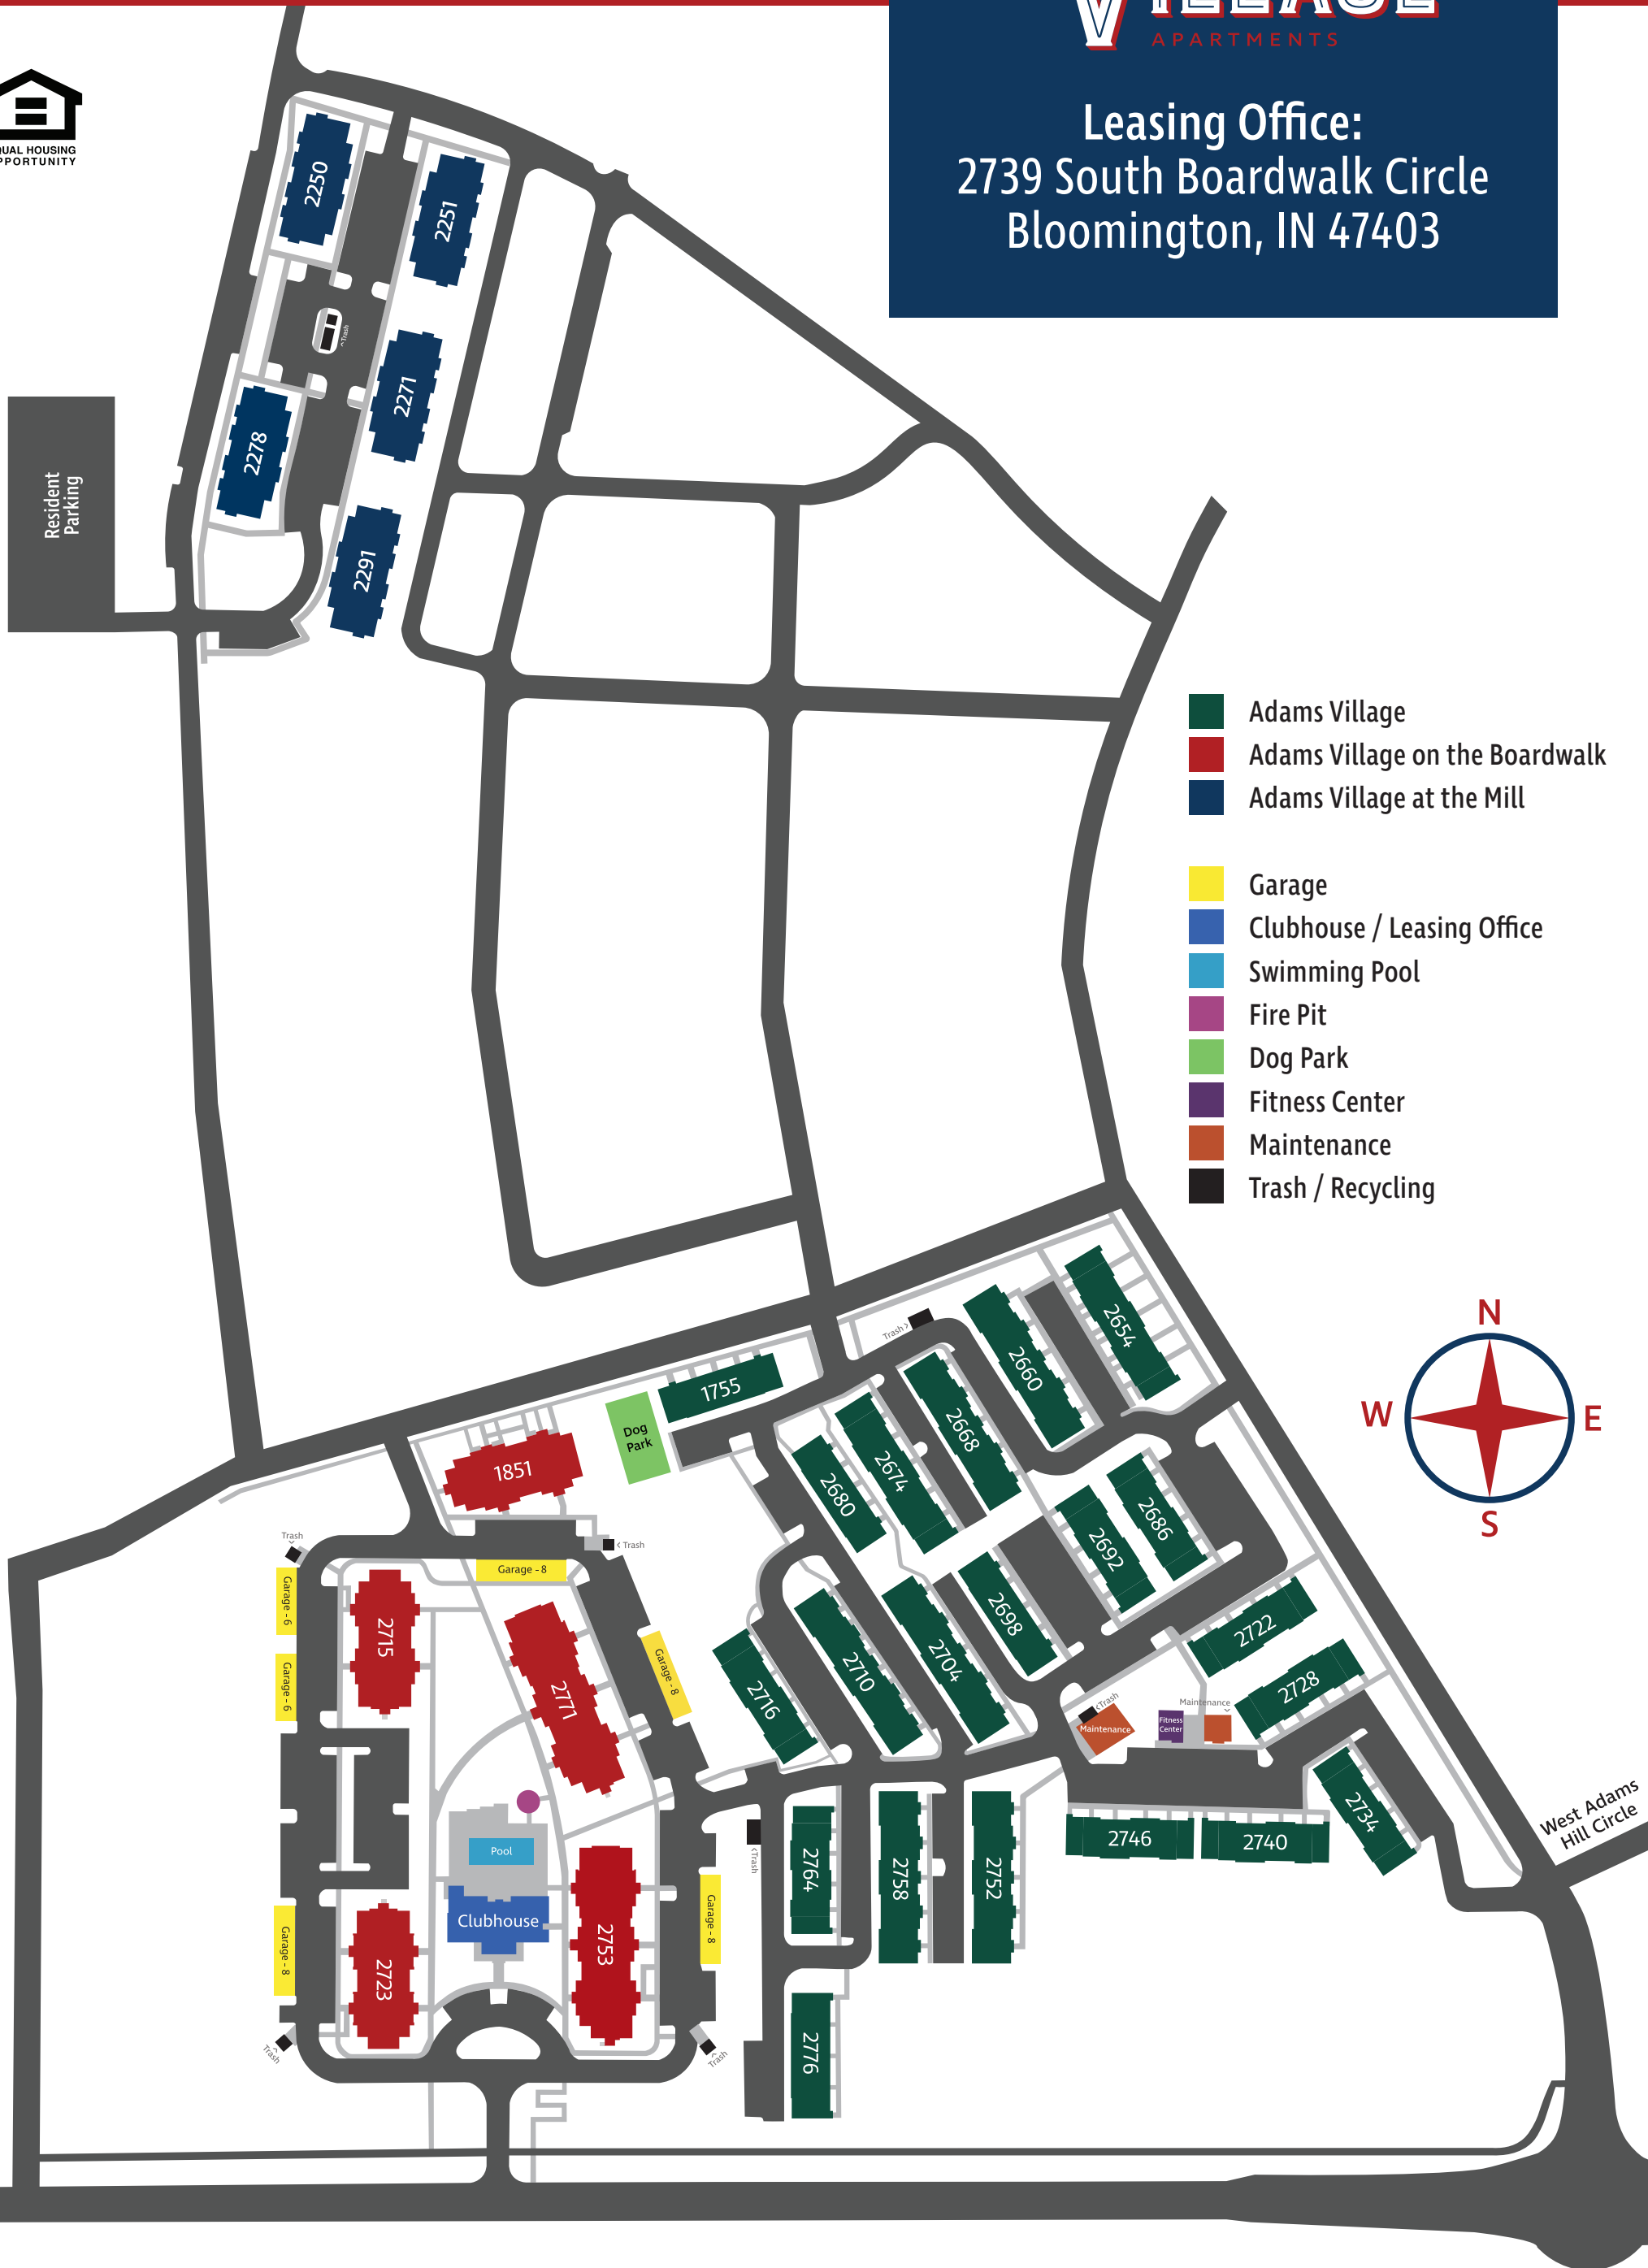 VILLAGE
APARTMENTS
Leasing Office:
2739 South Boardwalk Circle
Bloomington, IN 47403
UAL HOUSING
PPORTUNITY
2250
2251
<Trash
2271
2278
2291
Resident
Parking
Adams Village
Adams Village on the Boardwalk
Adams Village at the Mill
Garage
Clubhouse / Leasing Office
Swimming Pool
Fire Pit
Dog Park
Fitness Center
Maintenance
Trash / Recycling
N
W
E
S
2654
2660
Trash >
2668
1755
2674
2680
Dog
Park
1851
2686
2692
Trash
< Trash
Garage - 8
Garage - 6
Garage - 6
2715
2771
Garage - 8
2716
2710
2704
2698
2722
2728
<Trash
Maintenance
Fitness
Center
Maintenance
2734
West Adams
Hill Circle
2746
2740
Pool
Clubhouse
2753
2723
Garage - 8
Garage - 8
<Trash
2764
2758
2752
2776
Trash
Trash